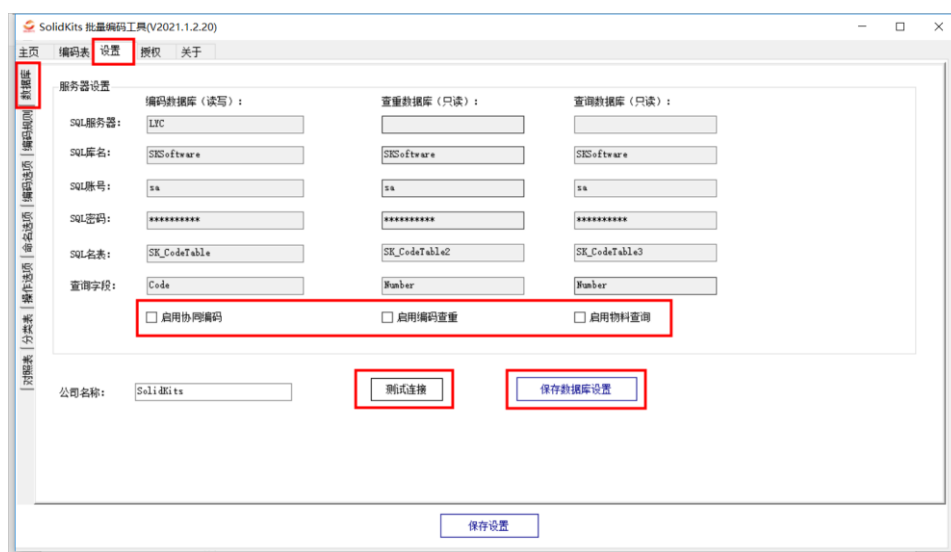 SolidKits 批量编码工具(V2021.1.2.20)
主页 编码表 设置 授权 关于
数据库
编码规则
编码选项
命名选项
操作选项
分类表
对照表
服务器设置
编码数据库（读写）： 查重数据库（只读）： 查询数据库（只读）：
SQL服务器： LYC
SQL库名： SKSoftware SKSoftware SKSoftware
SQL账号： sa sa sa
SQL密码： ********** ********** **********
SQL名表： SK_CodeTable SK_CodeTable2 SK_CodeTable3
查询字段： Code Number Number
启用协同编码 启用编码查重 启用物料查询
公司名称： SolidKits 测试连接 保存数据库设置
保存设置